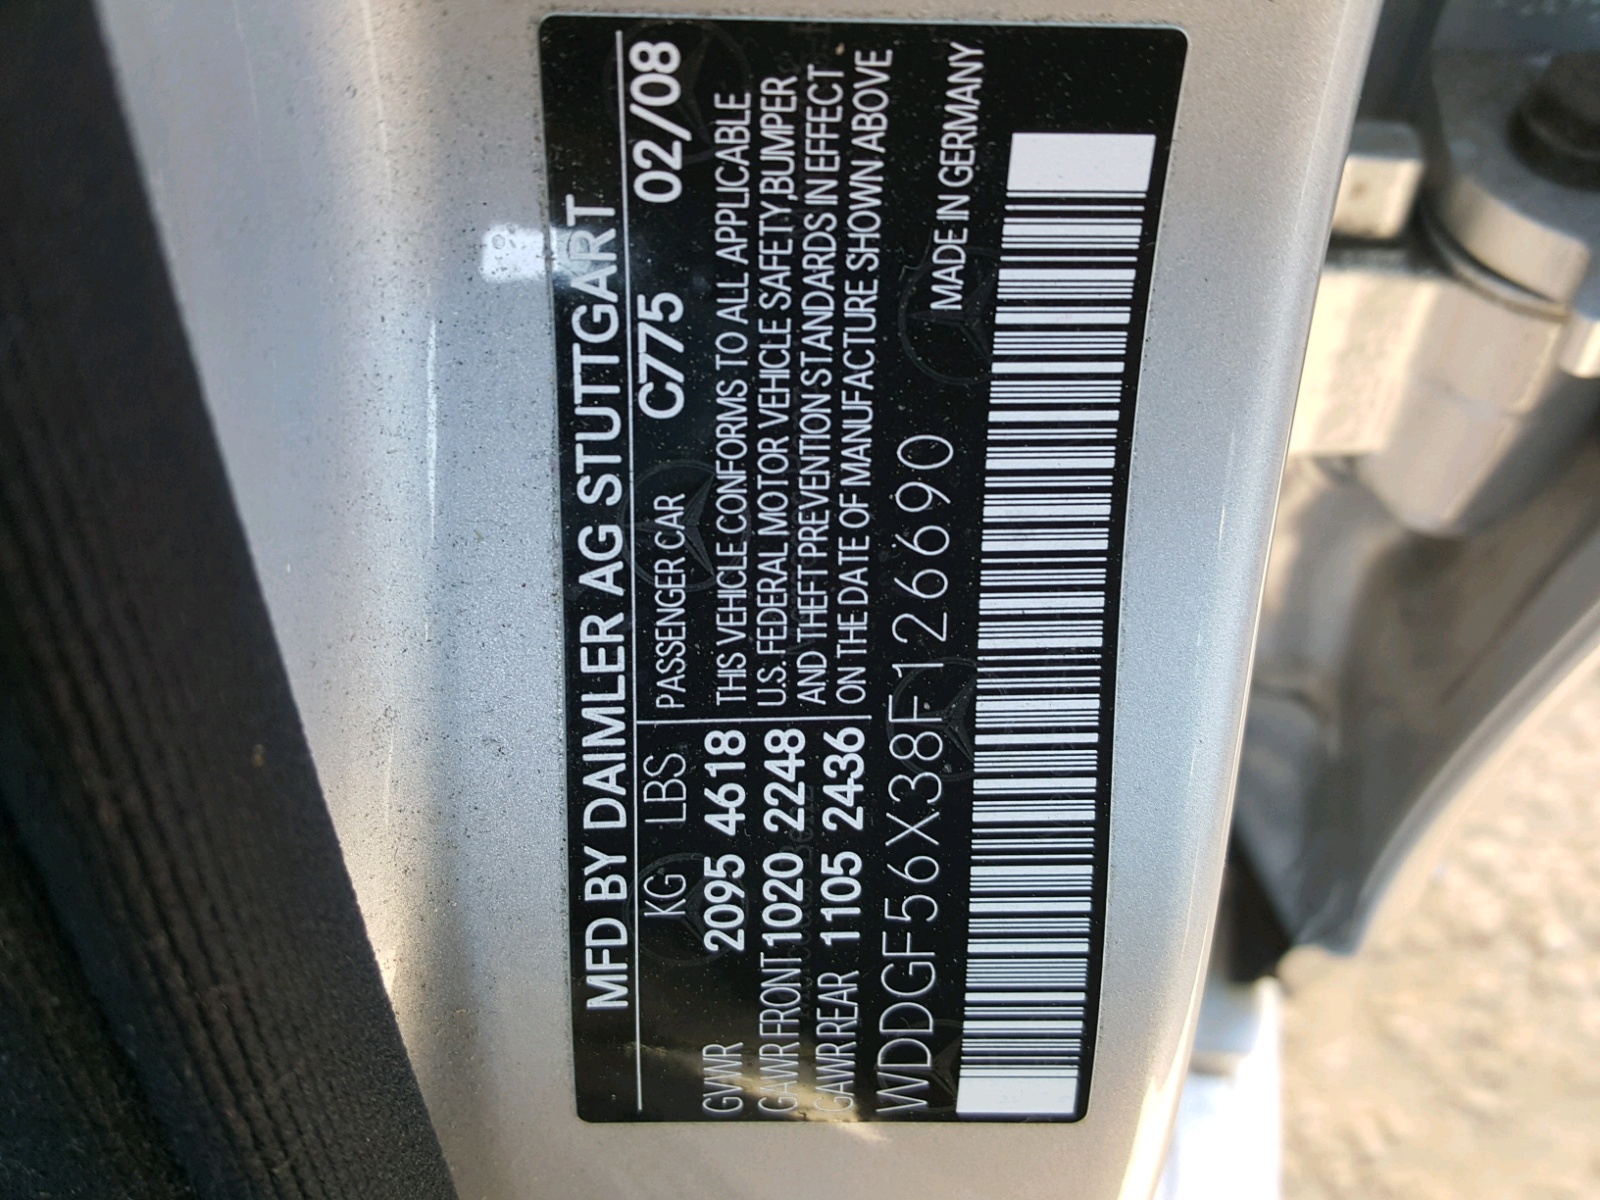 MFD BY DAIMLER AG STUTTGART
KG LBS PASSENGER CAR C775 02/08
GVWR 2095 4618
GAWR FRONT 1020 2248
GAWR REAR 1105 2436
THIS VEHICLE CONFORMS TO ALL APPLICABLE
U.S. FEDERAL MOTOR VEHICLE SAFETY, BUMPER
AND THEFT PREVENTION STANDARDS IN EFFECT
ON THE DATE OF MANUFACTURE SHOWN ABOVE
WDDGF56X38F126690 MADE IN GERMANY